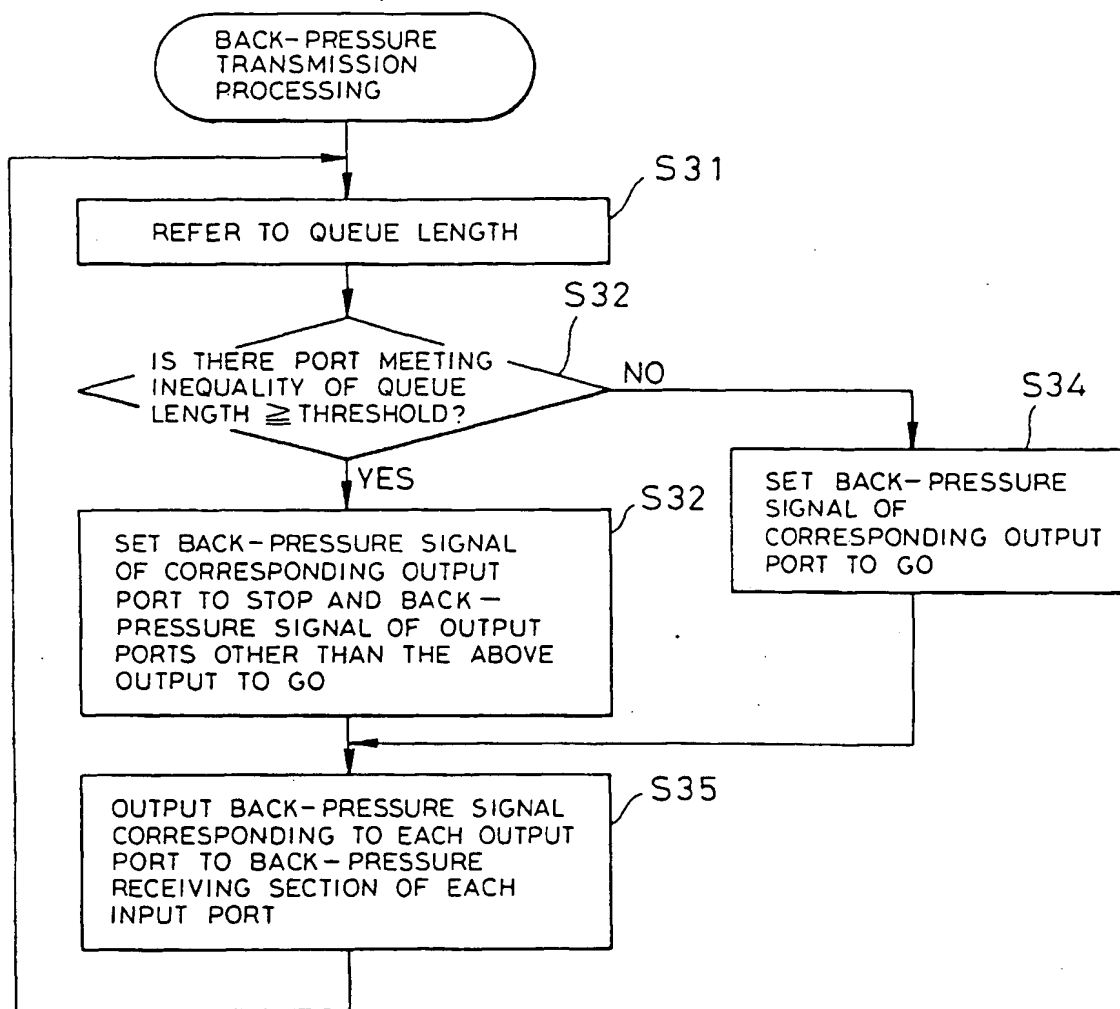 BACK-PRESSURE
TRANSMISSION
PROCESSING
S31
REFER TO QUEUE LENGTH
S32
IS THERE PORT MEETING
INEQUALITY OF QUEUE
LENGTH ≧ THRESHOLD?
NO
YES
S34
SET BACK-PRESSURE
SIGNAL OF
CORRESPONDING OUTPUT
PORT TO GO
S32
SET BACK-PRESSURE SIGNAL
OF CORRESPONDING OUTPUT
PORT TO STOP AND BACK-
PRESSURE SIGNAL OF OUTPUT
PORTS OTHER THAN THE ABOVE
OUTPUT TO GO
S35
OUTPUT BACK-PRESSURE SIGNAL
CORRESPONDING TO EACH OUTPUT
PORT TO BACK-PRESSURE
RECEIVING SECTION OF EACH
INPUT PORT